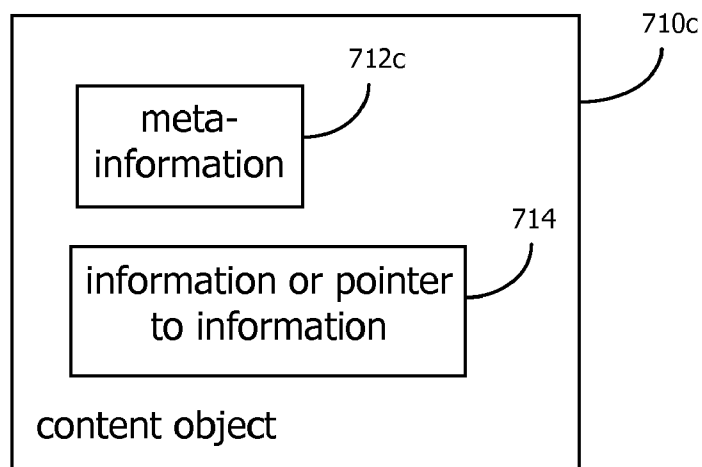 710c
712c
meta-
information
714
information or pointer
to information
content object